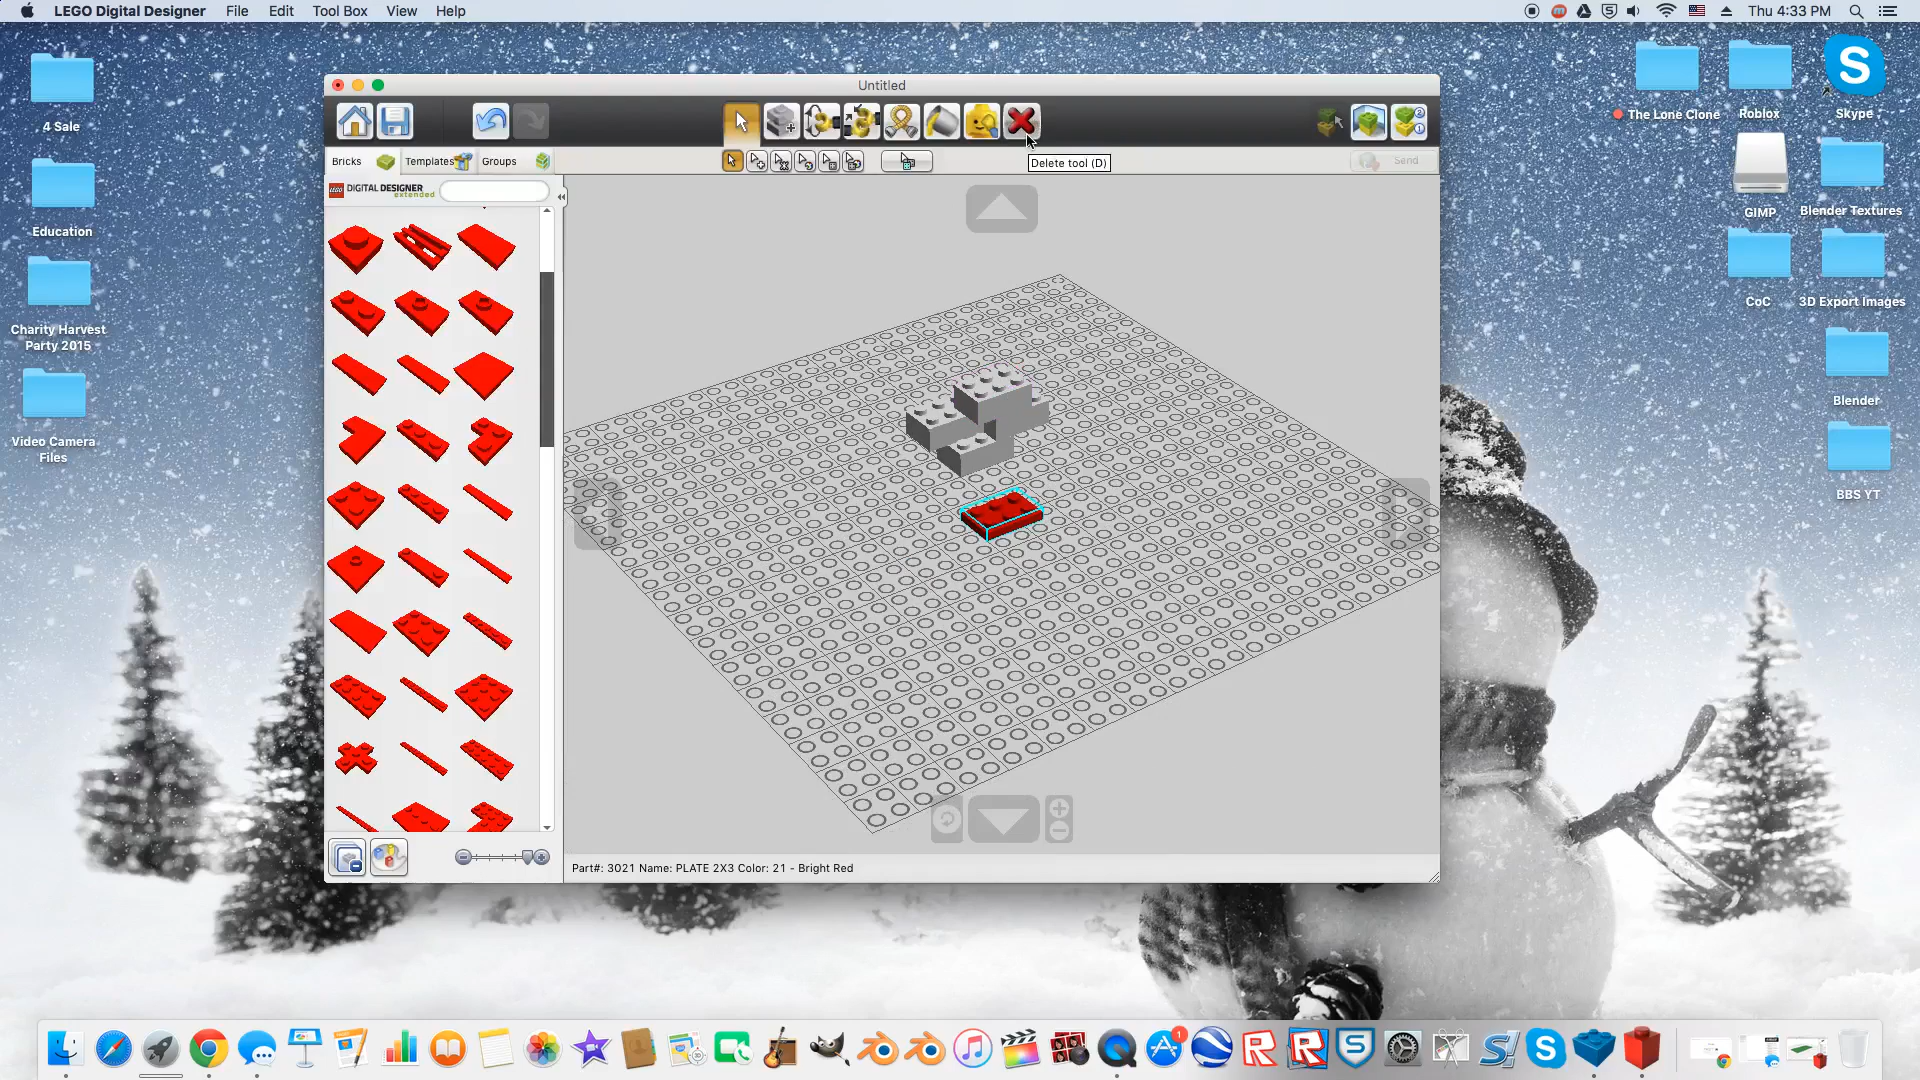 LEGO Digital Designer File Edit Tool Box View Help
Thu 4:33 PM
4 Sale
Education
Charity Harvest
Party 2015
Video Camera
Files
Untitled
Bricks
Templates
Groups
Delete tool (D)
Send
LEGO DIGITAL DESIGNER
extended
Part#: 3021 Name: PLATE 2X3 Color: 21 - Bright Red
The Lone Clone
Roblox
Skype
GIMP
Blender Textures
CoC
3D Export Images
Blender
BBS YT